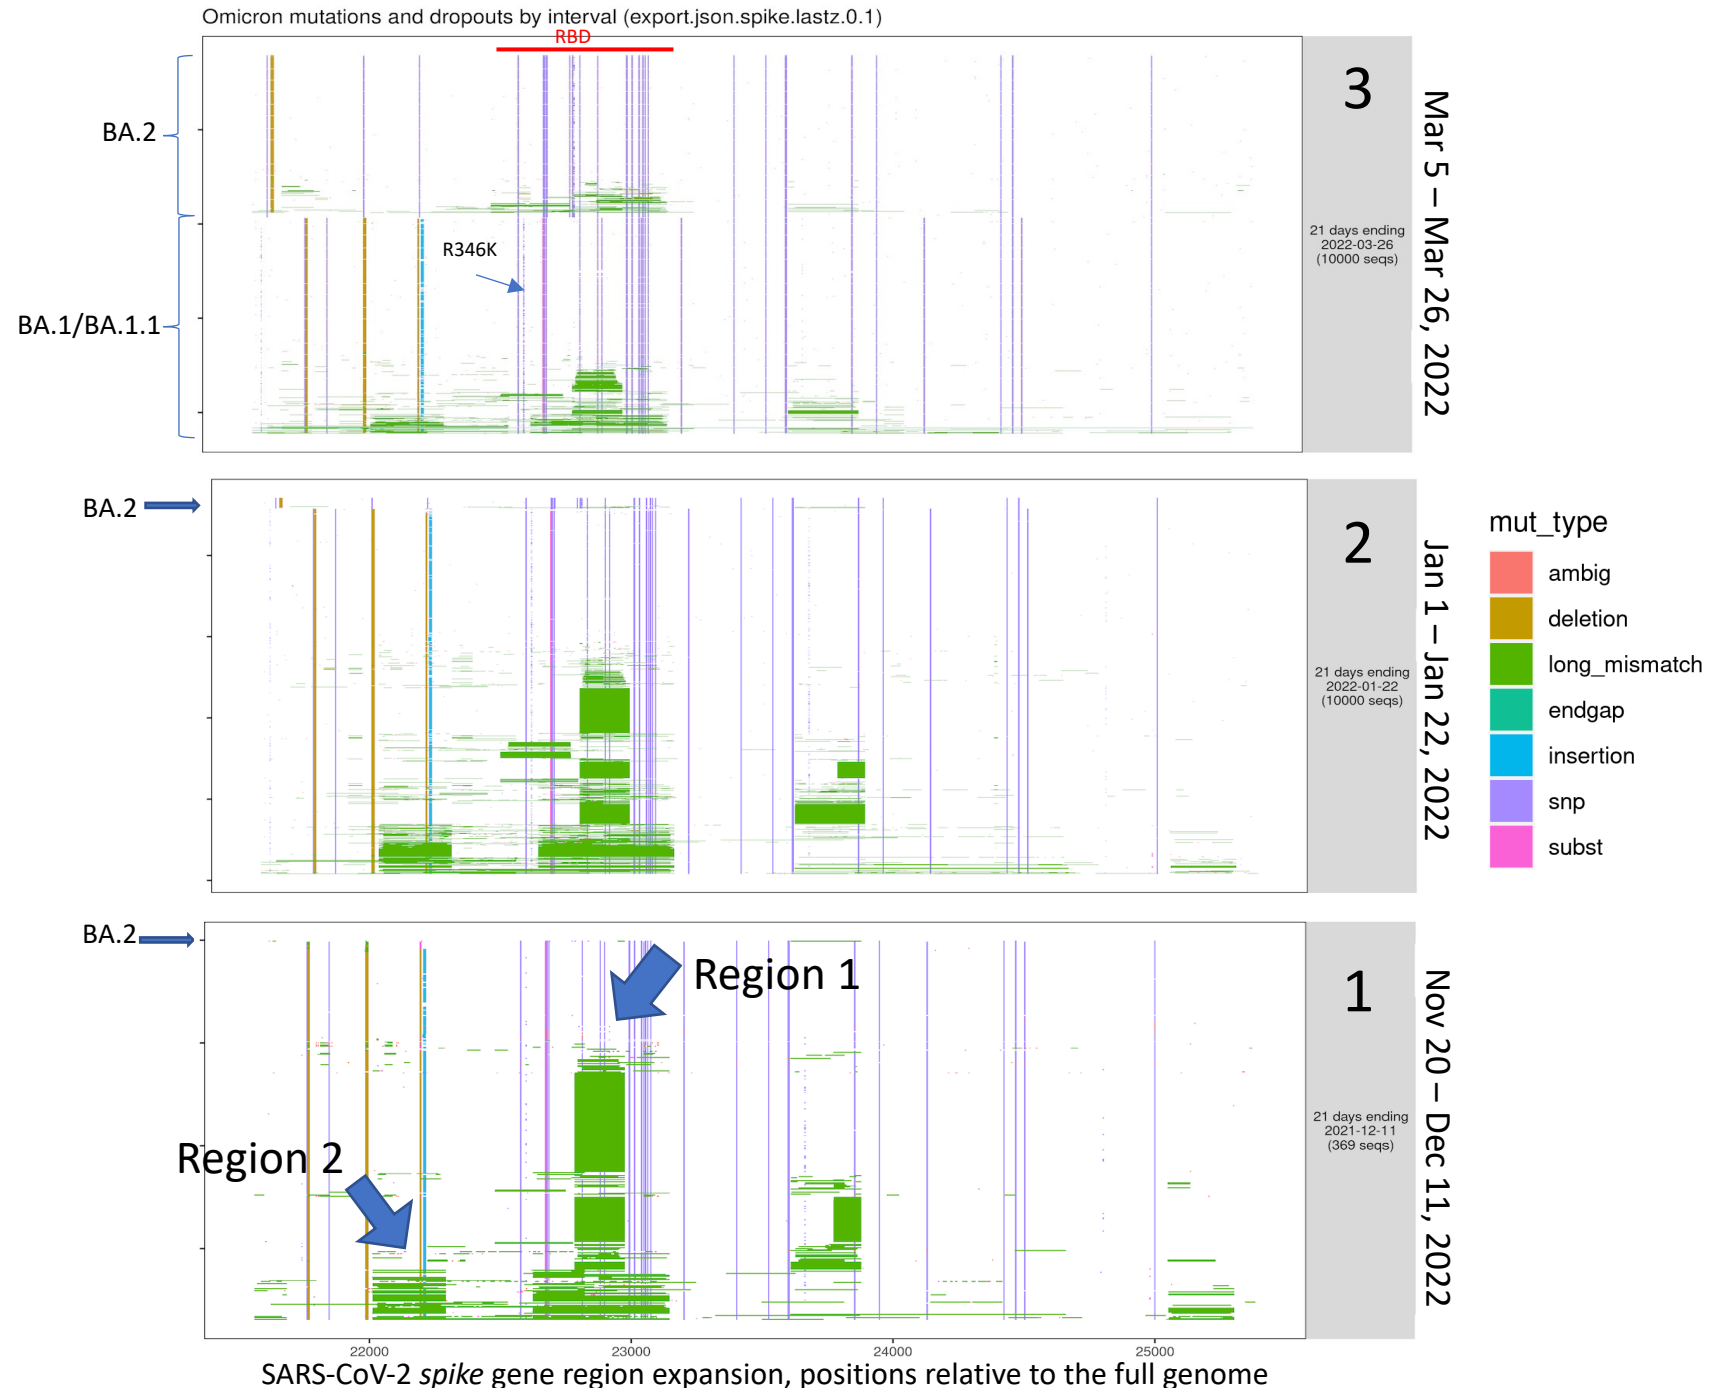 Omicron mutations and dropouts by interval (export.json.spike.lastz.0.1)
RBD
BA.2
BA.1/BA.1.1
R346K
3
21 days ending
2022-03-26
(10000 seqs)
Mar 5 – Mar 26, 2022
BA.2
2
21 days ending
2022-01-22
(10000 seqs)
Jan 1 – Jan 22, 2022
mut_type
ambig
deletion
long_mismatch
endgap
insertion
snp
subst
BA.2
Region 1
Region 2
1
21 days ending
2021-12-11
(369 seqs)
Nov 20 – Dec 11, 2022
22000 23000 24000 25000
SARS-CoV-2 spike gene region expansion, positions relative to the full genome